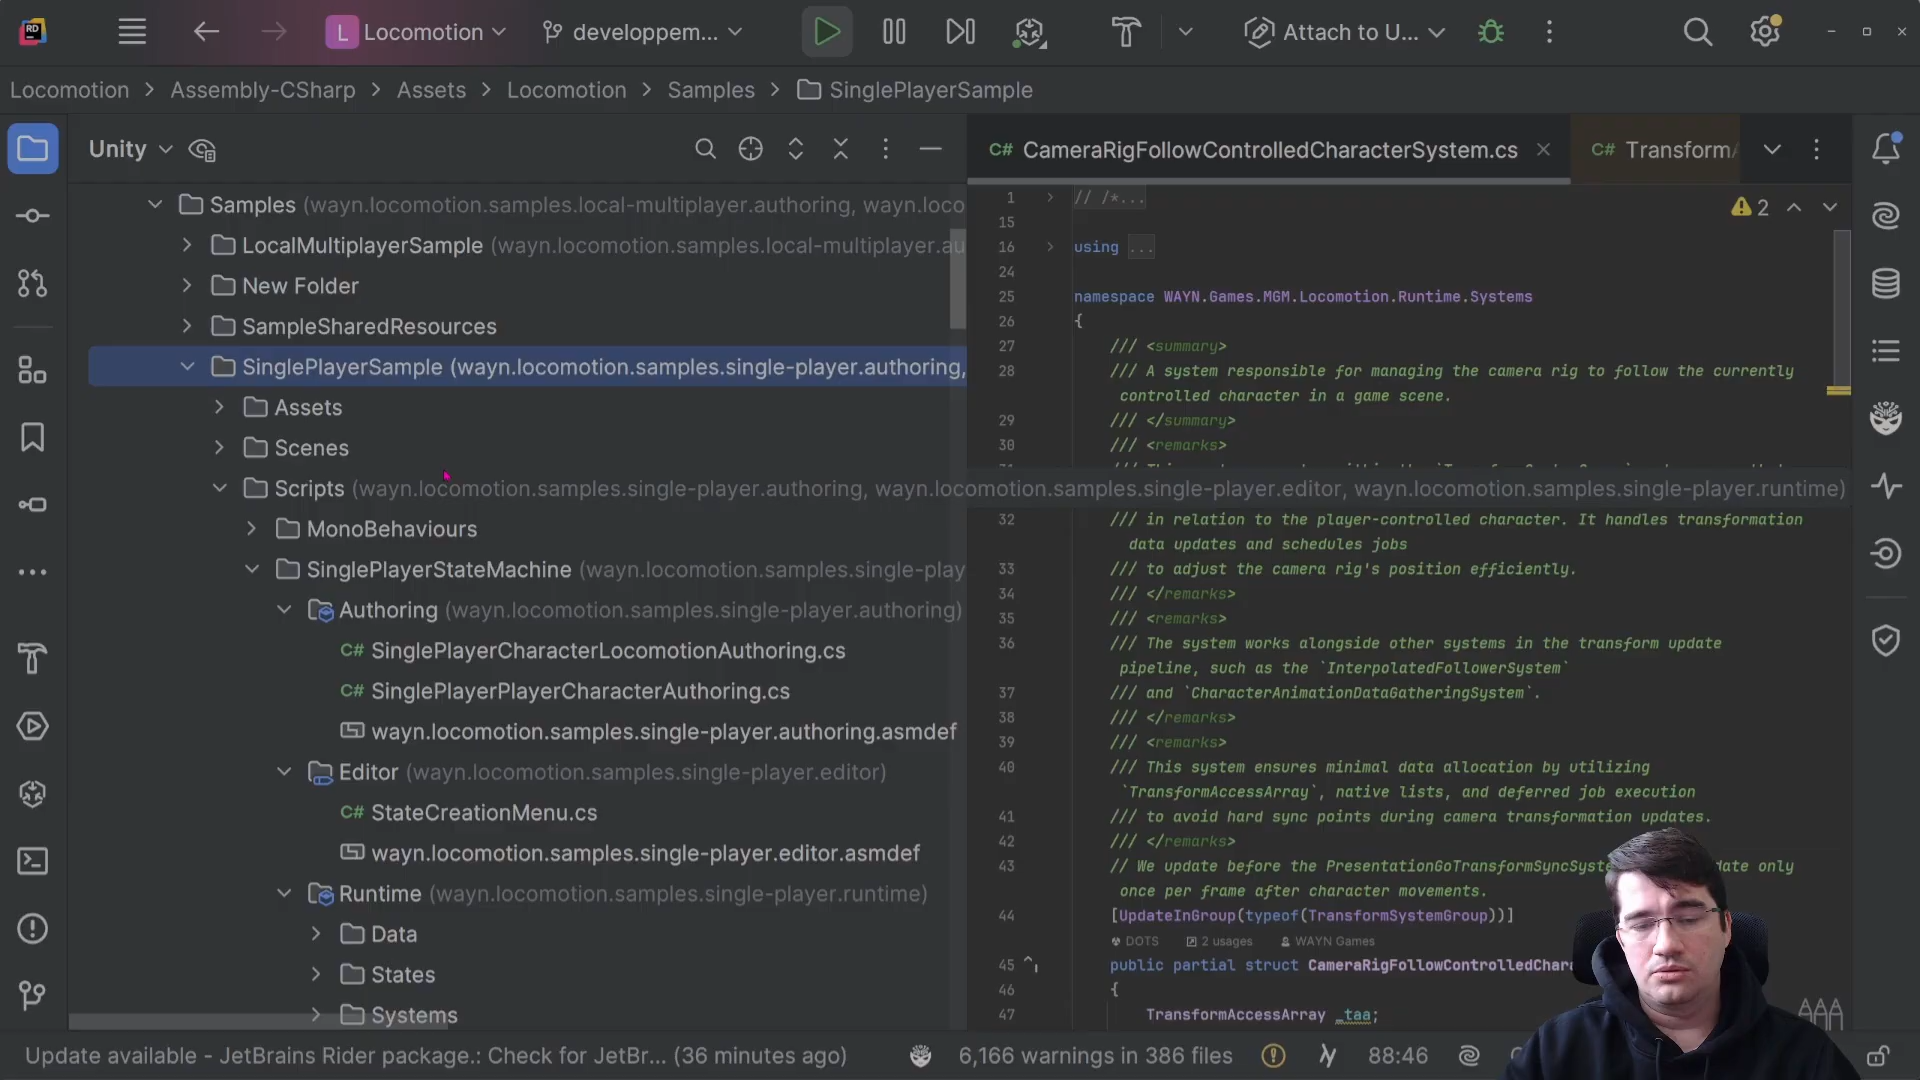 RD
L Locomotion
developpem...
Attach to U...
Locomotion > Assembly-CSharp > Assets > Locomotion > Samples > SinglePlayerSample
Unity
C# CameraRigFollowControlledCharacterSystem.cs
C# TransformA
Samples (wayn.locomotion.samples.local-multiplayer.authoring, wayn.loco
LocalMultiplayerSample (wayn.locomotion.samples.local-multiplayer.au
New Folder
SampleSharedResources
SinglePlayerSample (wayn.locomotion.samples.single-player.authoring,
Assets
Scenes
Scripts (wayn.locomotion.samples.single-player.authoring, wayn.locomotion.samples.single-player.editor, wayn.locomotion.samples.single-player.runtime)
MonoBehaviours
SinglePlayerStateMachine (wayn.locomotion.samples.single-play
Authoring (wayn.locomotion.samples.single-player.authoring)
C# SinglePlayerCharacterLocomotionAuthoring.cs
C# SinglePlayerPlayerCharacterAuthoring.cs
wayn.locomotion.samples.single-player.authoring.asmdef
Editor (wayn.locomotion.samples.single-player.editor)
C# StateCreationMenu.cs
wayn.locomotion.samples.single-player.editor.asmdef
Runtime (wayn.locomotion.samples.single-player.runtime)
Data
States
Systems
2
1 // /*...
15
16 using ...
24
25 namespace WAYN.Games.MGM.Locomotion.Runtime.Systems
26 {
27 /// <summary>
28 /// A system responsible for managing the camera rig to follow the currently
controlled character in a game scene.
29 /// </summary>
30 /// <remarks>
32 /// in relation to the player-controlled character. It handles transformation
data updates and schedules jobs
33 /// to adjust the camera rig's position efficiently.
34 /// </remarks>
35 /// <remarks>
36 /// The system works alongside other systems in the transform update
pipeline, such as the `InterpolatedFollowerSystem`
37 /// and `CharacterAnimationDataGatheringSystem`.
38 /// </remarks>
39 /// <remarks>
40 /// This system ensures minimal data allocation by utilizing
`TransformAccessArray`, native lists, and deferred job execution
41 /// to avoid hard sync points during camera transformation updates.
42 /// </remarks>
43 // We update before the PresentationGoTransformSyncSyst date only
once per frame after character movements.
44 [UpdateInGroup(typeof(TransformSystemGroup))]
DOTS 2 usages WAYN Games
45 public partial struct CameraRigFollowControlledChar
46 {
47 TransformAccessArray _taa;
Update available - JetBrains Rider package.: Check for JetBr... (36 minutes ago)
6,166 warnings in 386 files
88:46